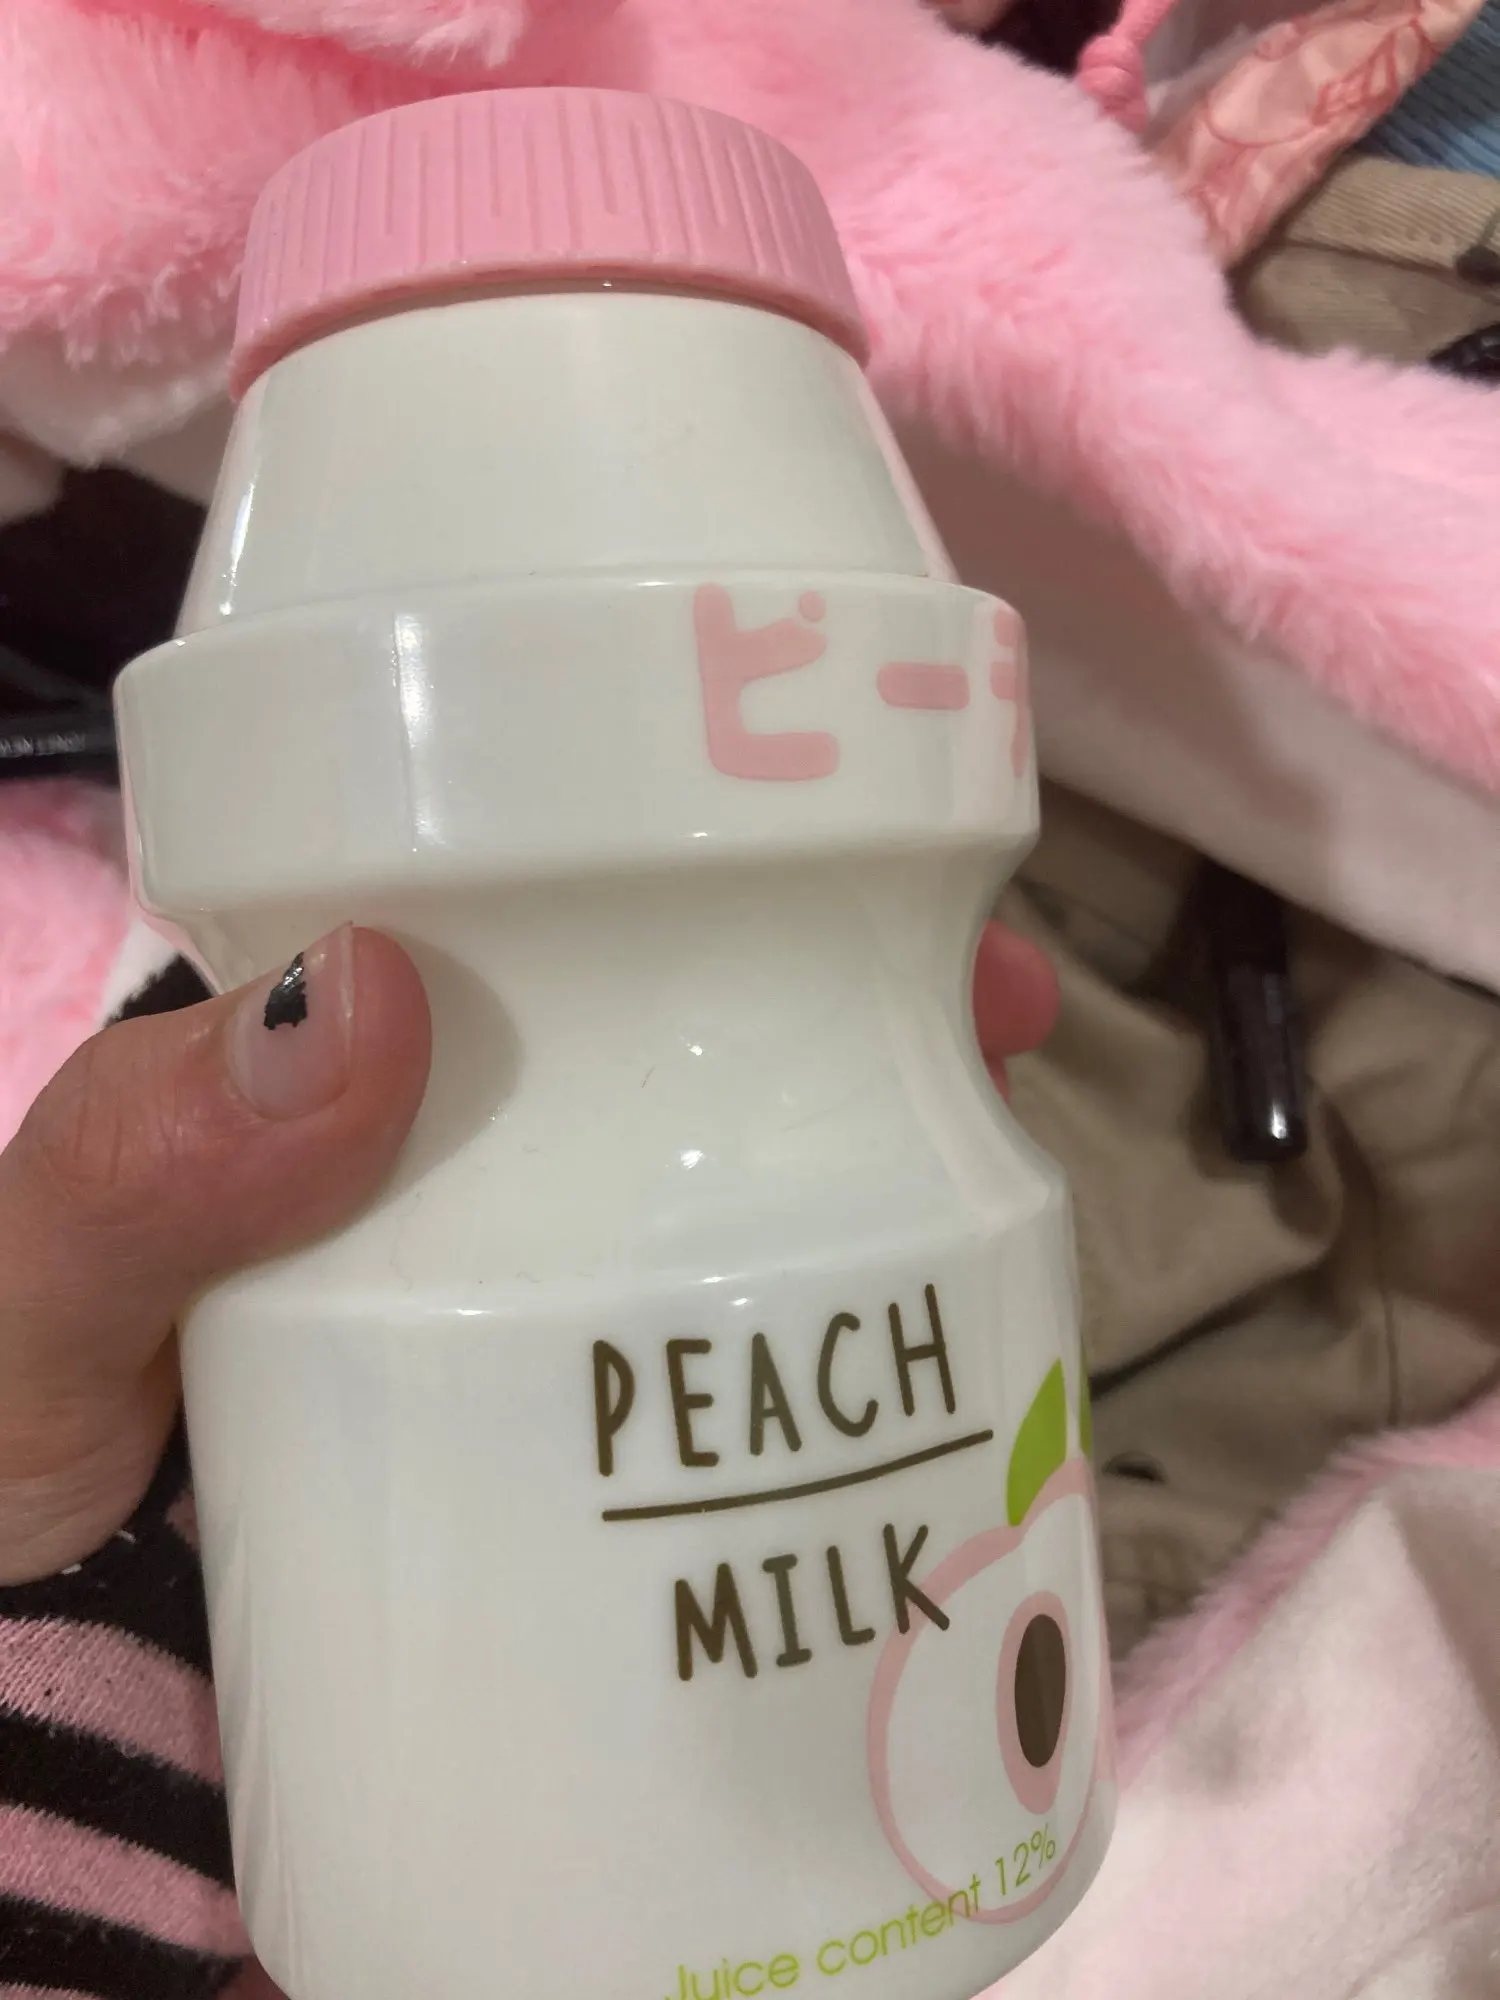 ピーチ
PEACH
MILK
Juice content 12%